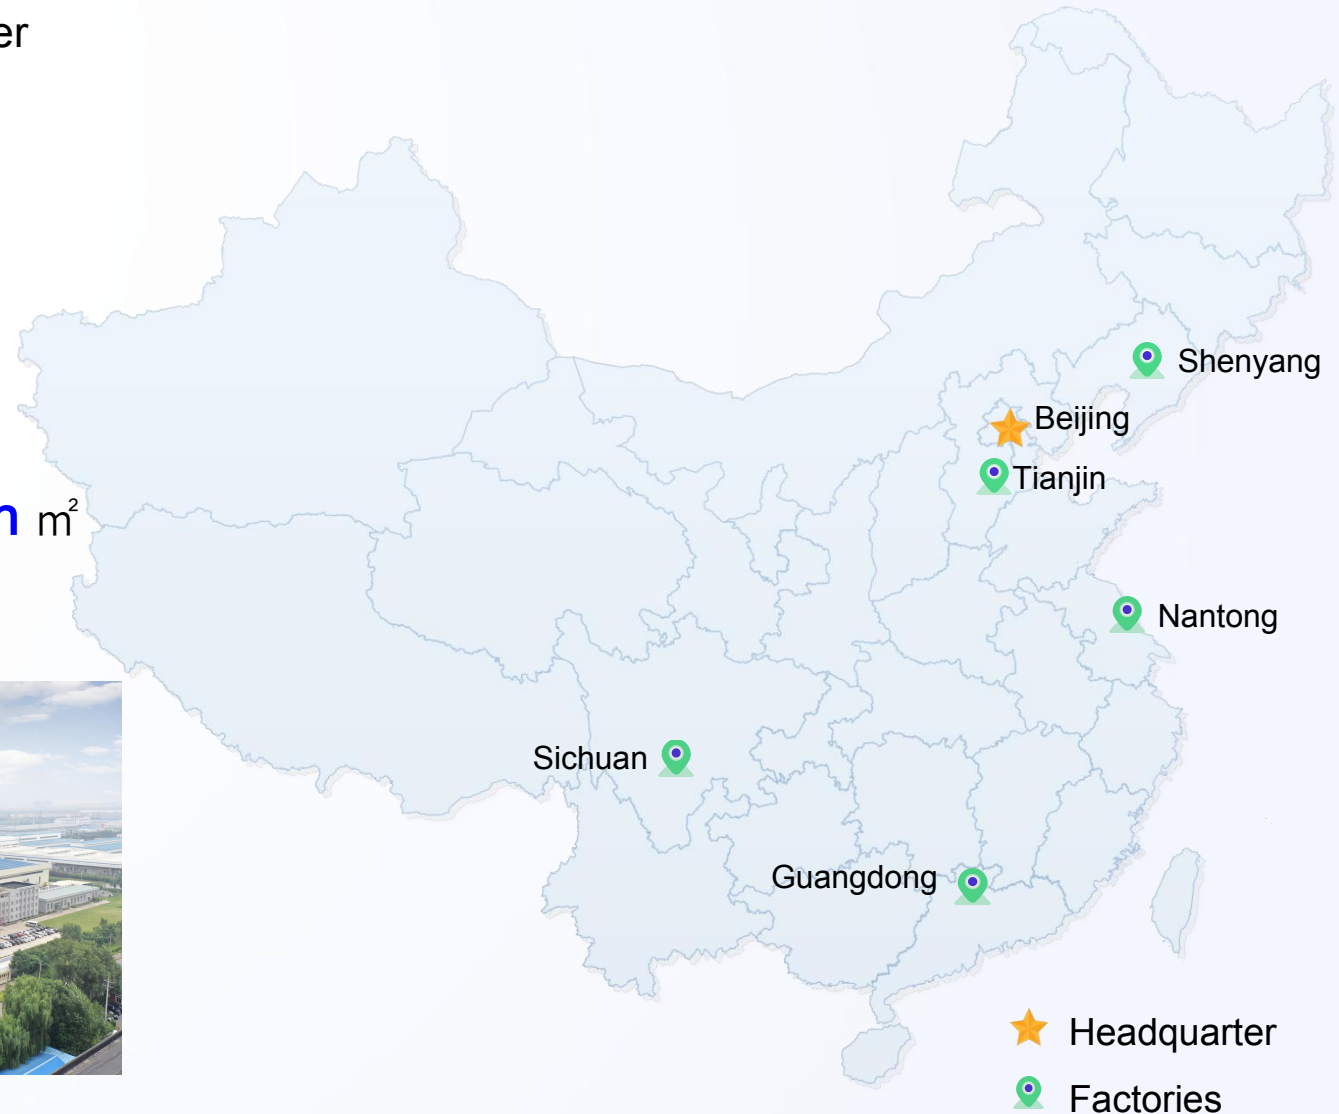 er
Shenyang
Beijing
Tianjin
n m²
Nantong
Sichuan
Guangdong
Headquarter
Factories